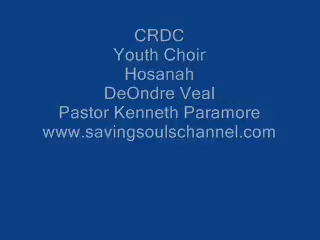 CRDC
Youth Choir
Hosanah
DeOndre Veal
Pastor Kenneth Paramore
www.savingsoulschannel.com